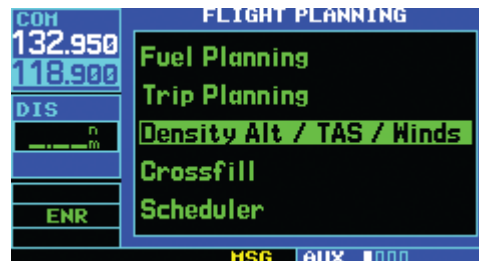 COM
132.950
118.900
DIS
__.__nm
ENR
FLIGHT PLANNING
Fuel Planning
Trip Planning
Density Alt / TAS / Winds
Crossfill
Scheduler
MSG AUX